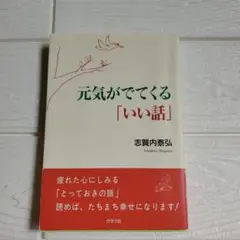 元気がでてくる
「いい話」
志賀内泰弘
疲れた心にしみる
「とっておきの話」
読めば、たちまち幸せになります!